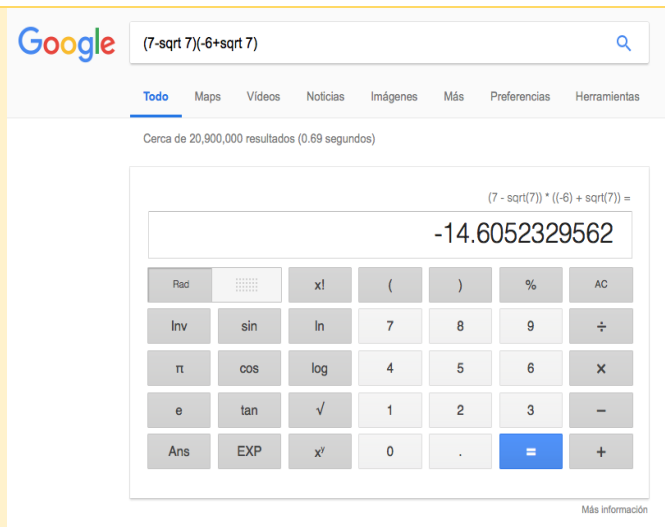 Google
(7-sqrt 7)(-6+sqrt 7)
Todo Maps Vídeos Noticias Imágenes Más Preferencias Herramientas
Cerca de 20,900,000 resultados (0.69 segundos)
(7 - sqrt(7)) * ((-6) + sqrt(7)) =
-14.6052329562
Rad x! ( ) % AC
Inv sin ln 7 8 9 ÷
π cos log 4 5 6 ×
e tan √ 1 2 3 −
Ans EXP xʸ 0 . = +
Más información